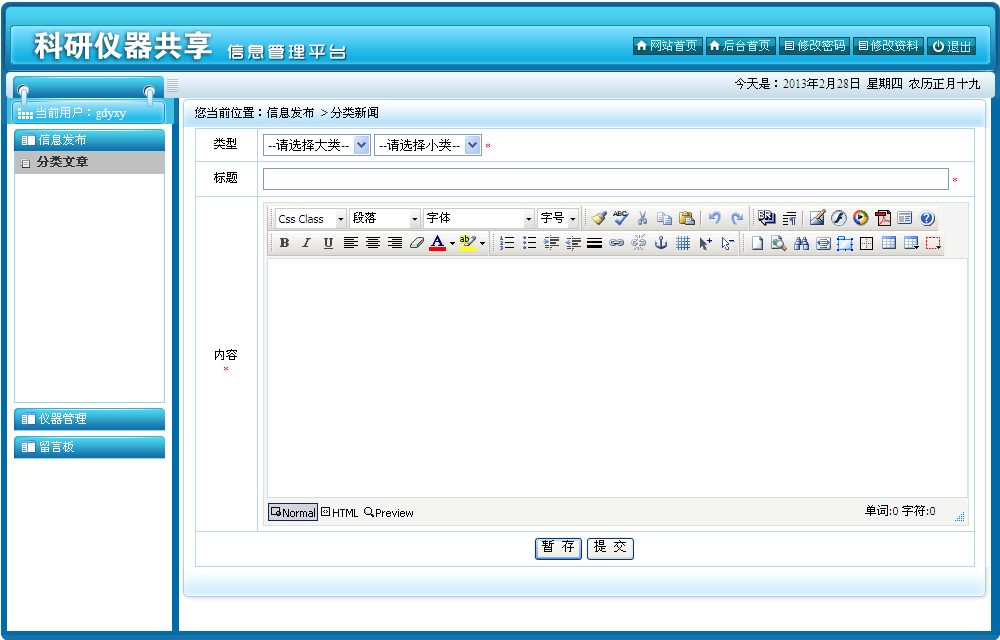 科研仪器共享 信息管理平台
网站首页 后台首页 修改密码 修改资料 退出
今天是：2013年2月28日 星期四 农历正月十九
当前用户：gdyxy
信息发布
分类文章
仪器管理
留言板
您当前位置：信息发布 >分类新闻
类型 --请选择大类-- --请选择小类-- *
标题 *
Css Class 段落 字体 字号
B I U
内容
*
Normal HTML Preview 单词:0 字符:0
暂 存 提 交